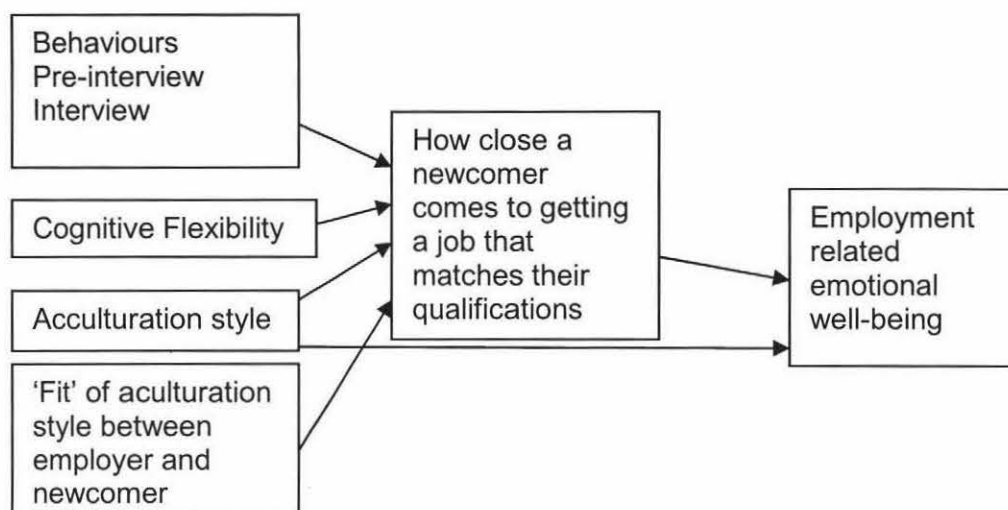 Behaviours
Pre-interview
Interview
Cognitive Flexibility
Acculturation style
‘Fit’ of aculturation
style between
employer and
newcomer
How close a
newcomer
comes to getting
a job that
matches their
qualifications
Employment
related
emotional
well-being